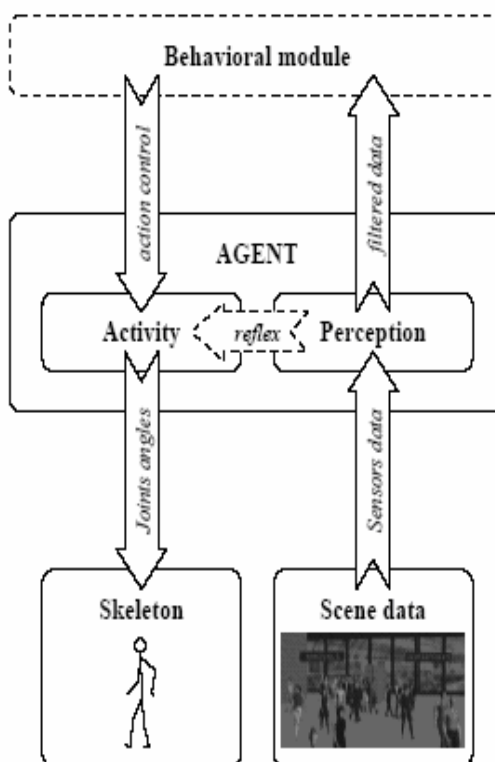 Behavioral module
action control
filtered data
AGENT
Activity
reflex
Perception
Joints angles
Sensors data
Skeleton
Scene data